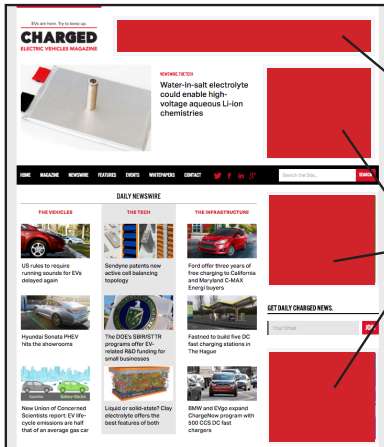 EVs are here. Try to keep up.
CHARGED
ELECTRIC VEHICLES MAGAZINE
NEWSWIRE, THE TECH
Water-in-salt electrolyte
could enable high-
voltage aqueous Li-ion
chemistries
HOME MAGAZINE NEWSWIRE FEATURES EVENTS WHITEPAPERS CONTACT
Search the Site...
SEARCH
DAILY NEWSWIRE
THE VEHICLES
THE TECH
THE INFRASTRUCTURE
US rules to require
running sounds for EVs
delayed again
Sendyne patents new
active cell balancing
topology
Ford offer three years of
free charging to California
and Maryland C-MAX
Energi buyers
GET DAILY CHARGED NEWS.
Your Email
JOIN
Hyundai Sonata PHEV
hits the showrooms
The DOE's SBIR/STTR
programs offer EV-
related R&D funding for
small businesses
Fastned to build five DC
fast charging stations in
The Hague
Gasoline
Battery-Electric
New Union of Concerned
Scientists report: EV life-
cycle emissions are half
that of an average gas car
Liquid or solid-state? Clay
electrolyte offers the
best features of both
BMW and EVgo expand
ChargeNow program with
500 CCS DC fast
chargers